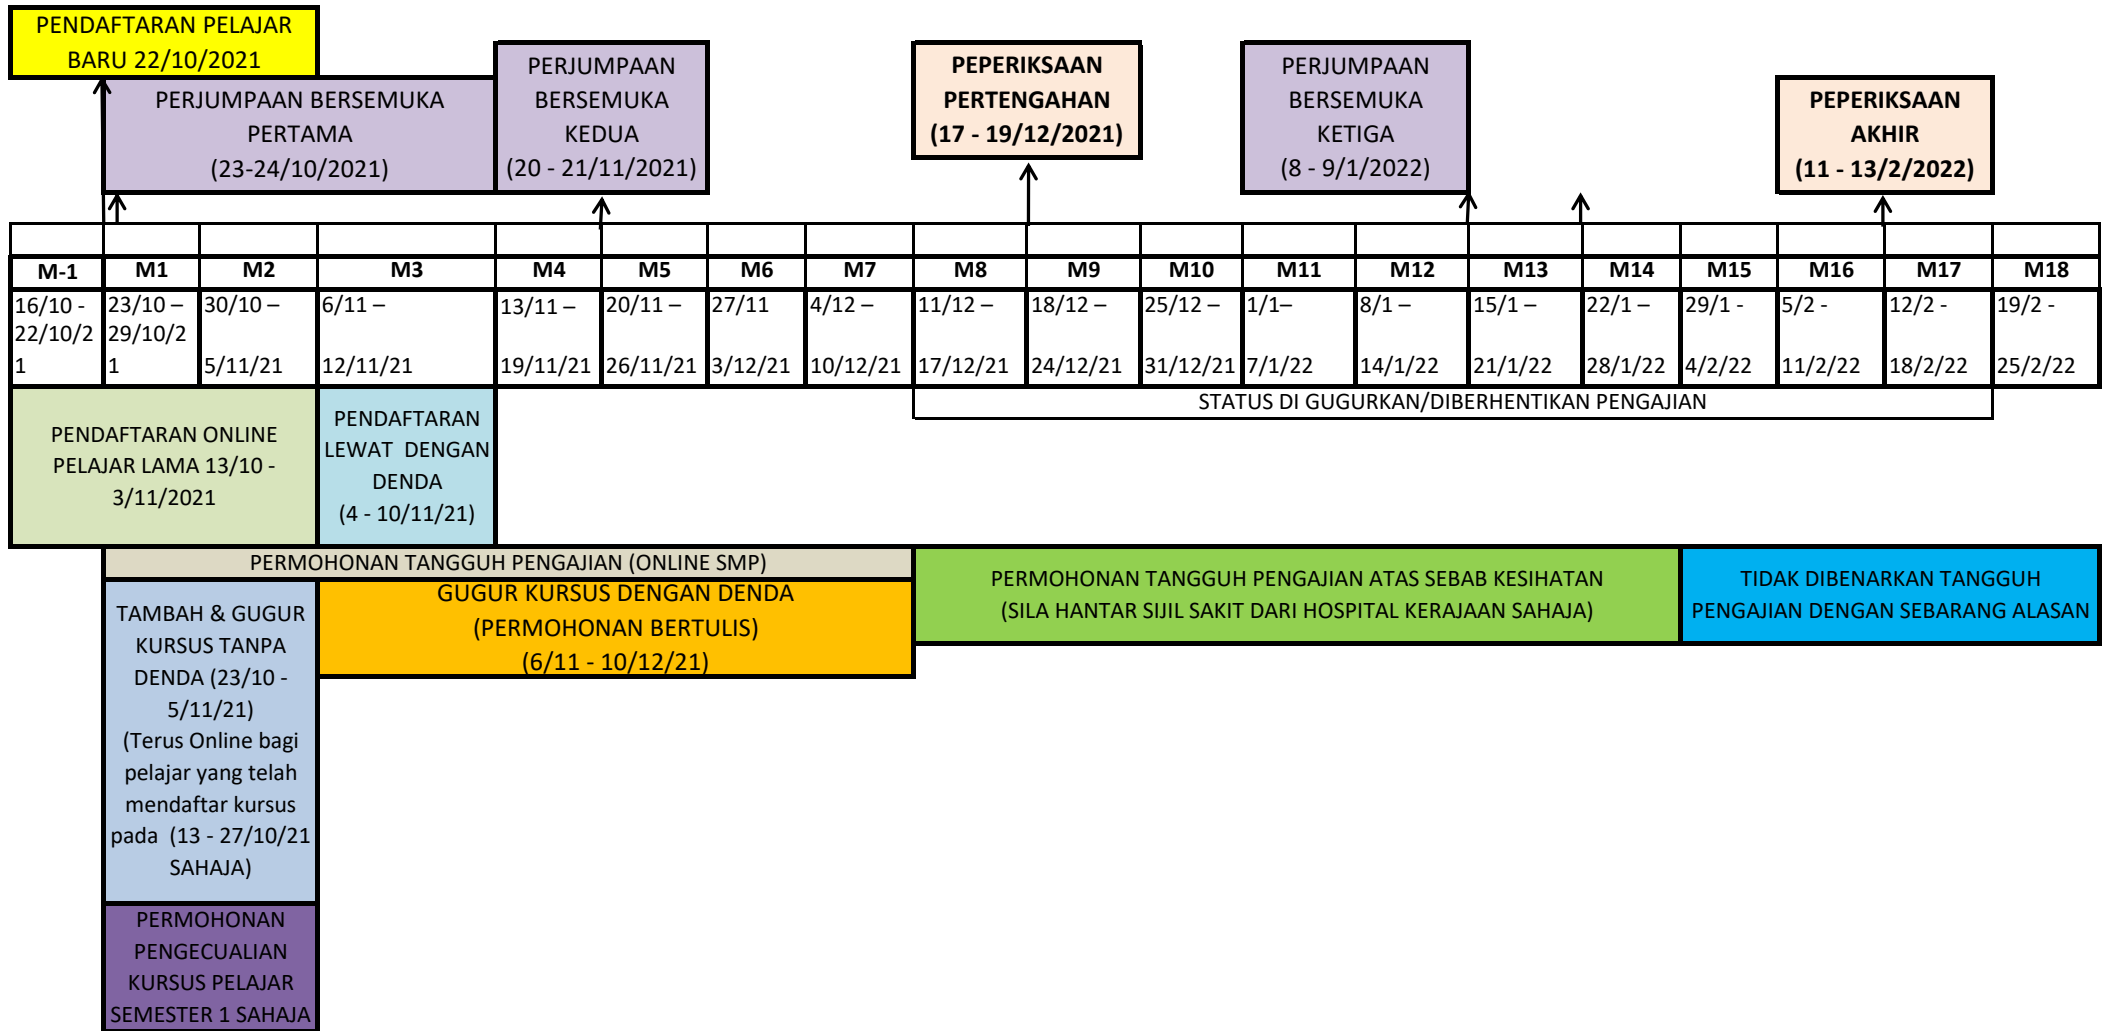 PENDAFTARAN PELAJAR
BARU 22/10/2021
PERJUMPAAN BERSEMUKA
PERTAMA
(23-24/10/2021)
PERJUMPAAN
BERSEMUKA
KEDUA
(20 - 21/11/2021)
PEPERIKSAAN
PERTENGAHAN
(17 - 19/12/2021)
PERJUMPAAN
BERSEMUKA
KETIGA
(8 - 9/1/2022)
PEPERIKSAAN
AKHIR
(11 - 13/2/2022)
M-1 M1 M2 M3 M4 M5 M6 M7 M8 M9 M10 M11 M12 M13 M14 M15 M16 M17 M18
16/10 - 23/10 – 30/10 – 6/11 – 13/11 – 20/11 – 27/11 4/12 – 11/12 – 18/12 – 25/12 – 1/1– 8/1 – 15/1 – 22/1 – 29/1 - 5/2 - 12/2 - 19/2 -
22/10/2 29/10/2
1 1 5/11/21 12/11/21 19/11/21 26/11/21 3/12/21 10/12/21 17/12/21 24/12/21 31/12/21 7/1/22 14/1/22 21/1/22 28/1/22 4/2/22 11/2/22 18/2/22 25/2/22
STATUS DI GUGURKAN/DIBERHENTIKAN PENGAJIAN
PENDAFTARAN ONLINE
PELAJAR LAMA 13/10 -
3/11/2021
PENDAFTARAN
LEWAT DENGAN
DENDA
(4 - 10/11/21)
PERMOHONAN TANGGUH PENGAJIAN (ONLINE SMP)
GUGUR KURSUS DENGAN DENDA
(PERMOHONAN BERTULIS)
(6/11 - 10/12/21)
PERMOHONAN TANGGUH PENGAJIAN ATAS SEBAB KESIHATAN
(SILA HANTAR SIJIL SAKIT DARI HOSPITAL KERAJAAN SAHAJA)
TIDAK DIBENARKAN TANGGUH
PENGAJIAN DENGAN SEBARANG ALASAN
TAMBAH & GUGUR
KURSUS TANPA
DENDA (23/10 -
5/11/21)
(Terus Online bagi
pelajar yang telah
mendaftar kursus
pada (13 - 27/10/21
SAHAJA)
PERMOHONAN
PENGECUALIAN
KURSUS PELAJAR
SEMESTER 1 SAHAJA